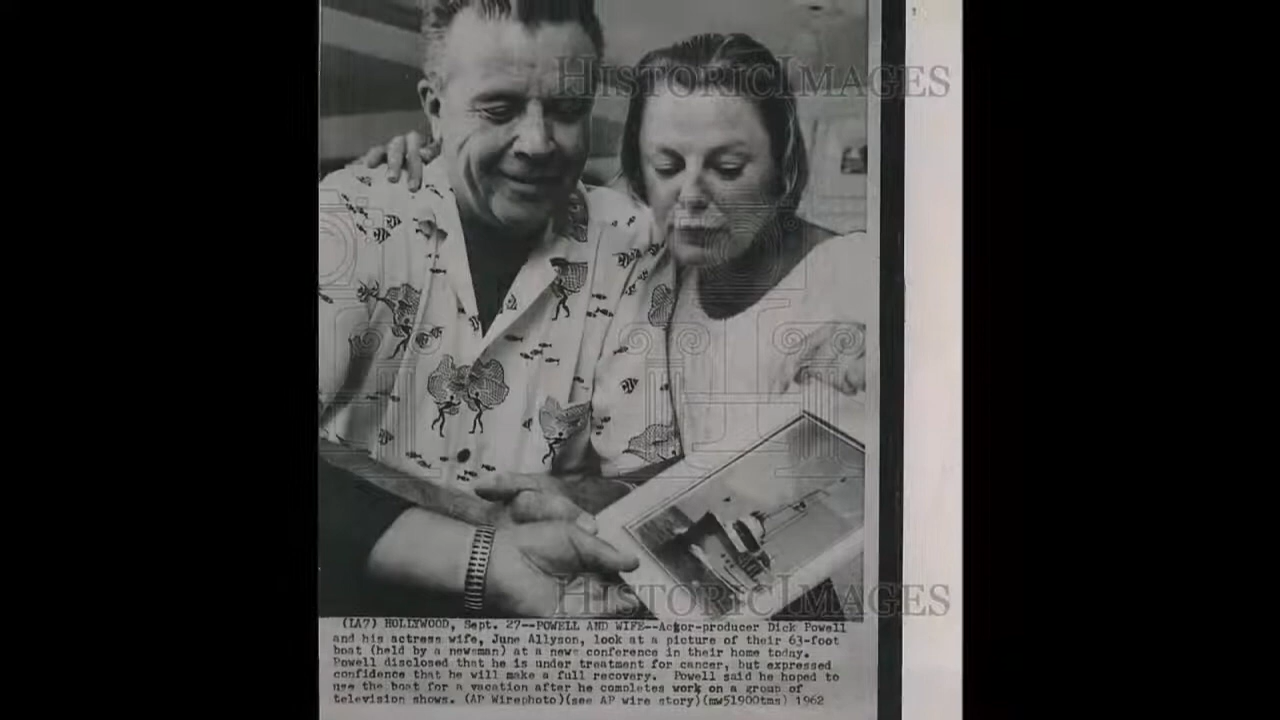 HISTORIC IMAGES
HISTORIC IMAGES
(LA7) HOLLYWOOD, Sept. 27--POWELL AND WIFE--Actor-producer Dick Powell
and his actress wife, June Allyson, look at a picture of their 63-foot
boat (held by a newsman) at a news conference in their home today.
Powell disclosed that he is under treatment for cancer, but expressed
confidence that he will make a full recovery. Powell said he hoped to
use the boat for a vacation after he completes work on a group of
television shows. (AP Wirephoto)(see AP wire story)(mw51900tms) 1962